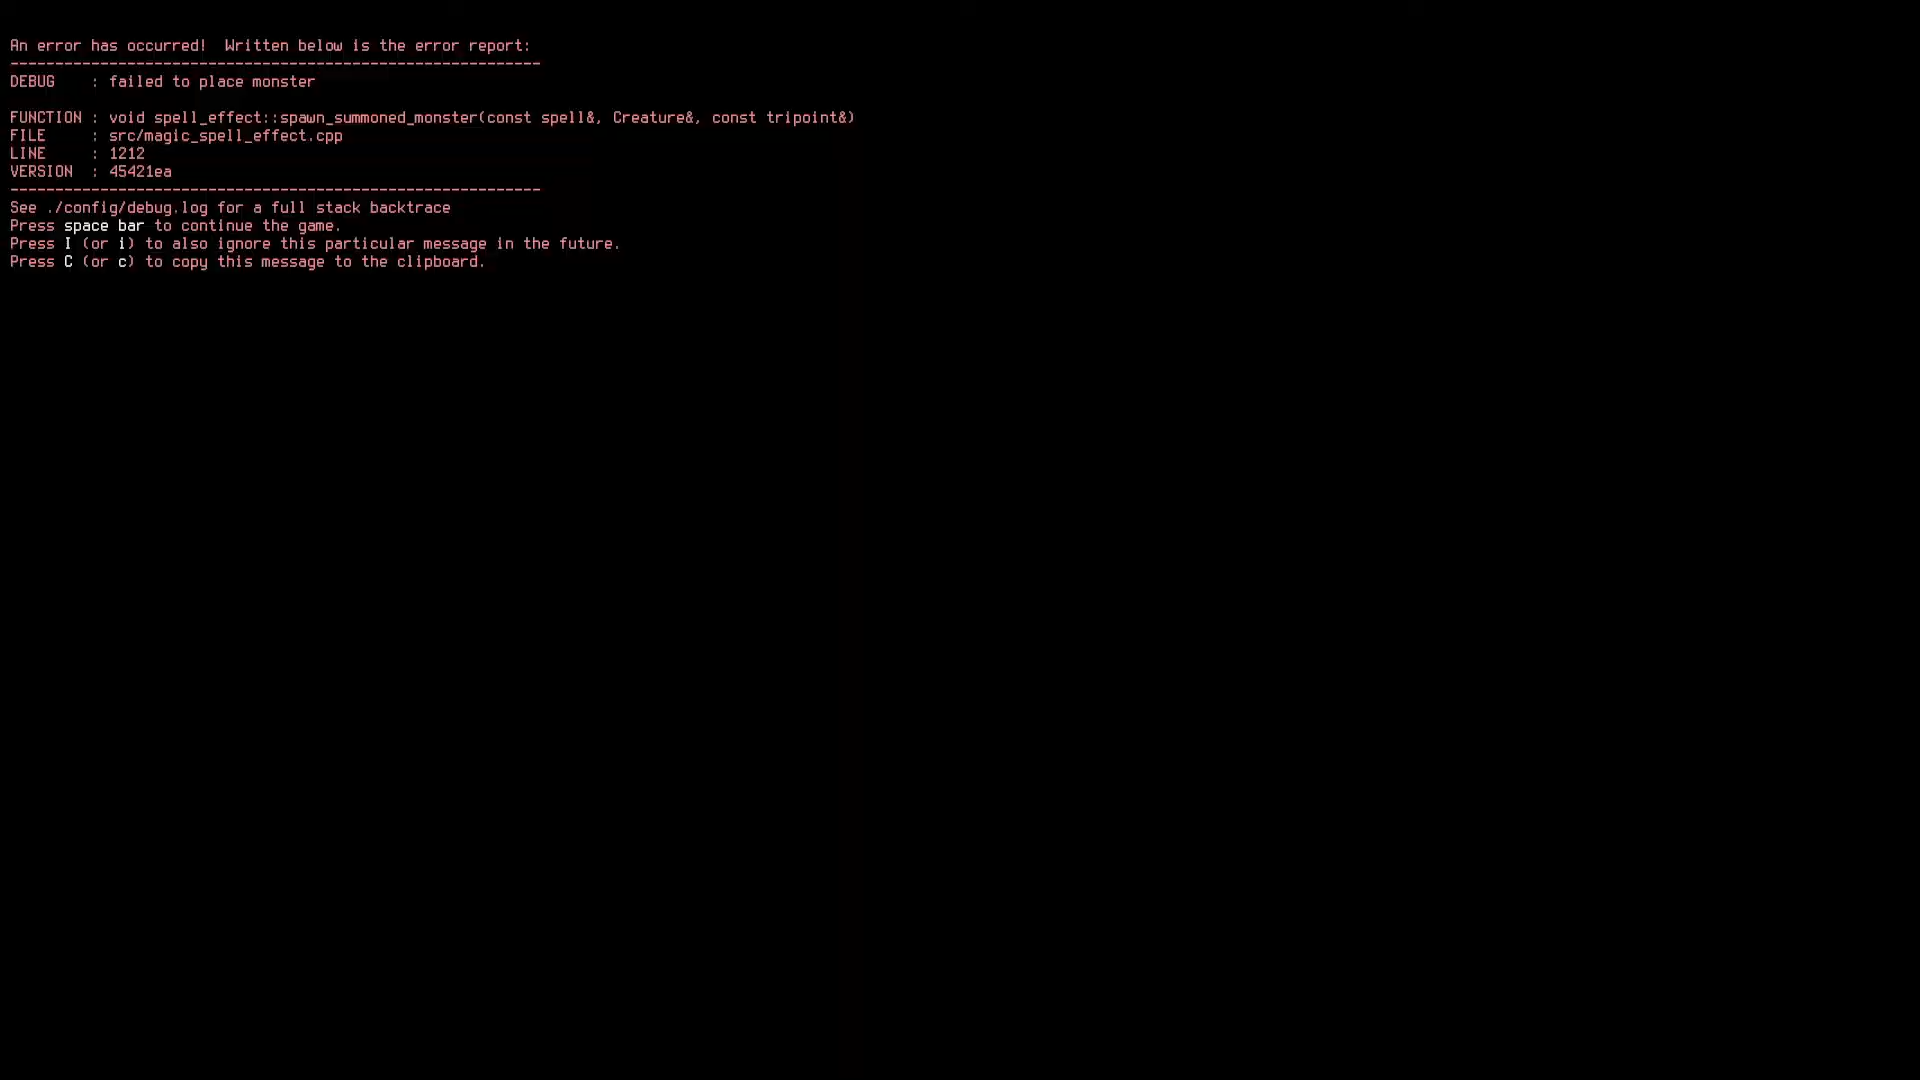 An error has occurred!  Written below is the error report:
------------------------------------------------------------
DEBUG    : failed to place monster
FUNCTION : void spell_effect::spawn_summoned_monster(const spell&, Creature&, const tripoint&)
FILE     : src/magic_spell_effect.cpp
LINE     : 1212
VERSION  : 45421ea
------------------------------------------------------------
See ./config/debug.log for a full stack backtrace
Press space bar to continue the game.
Press I (or i) to also ignore this particular message in the future.
Press C (or c) to copy this message to the clipboard.